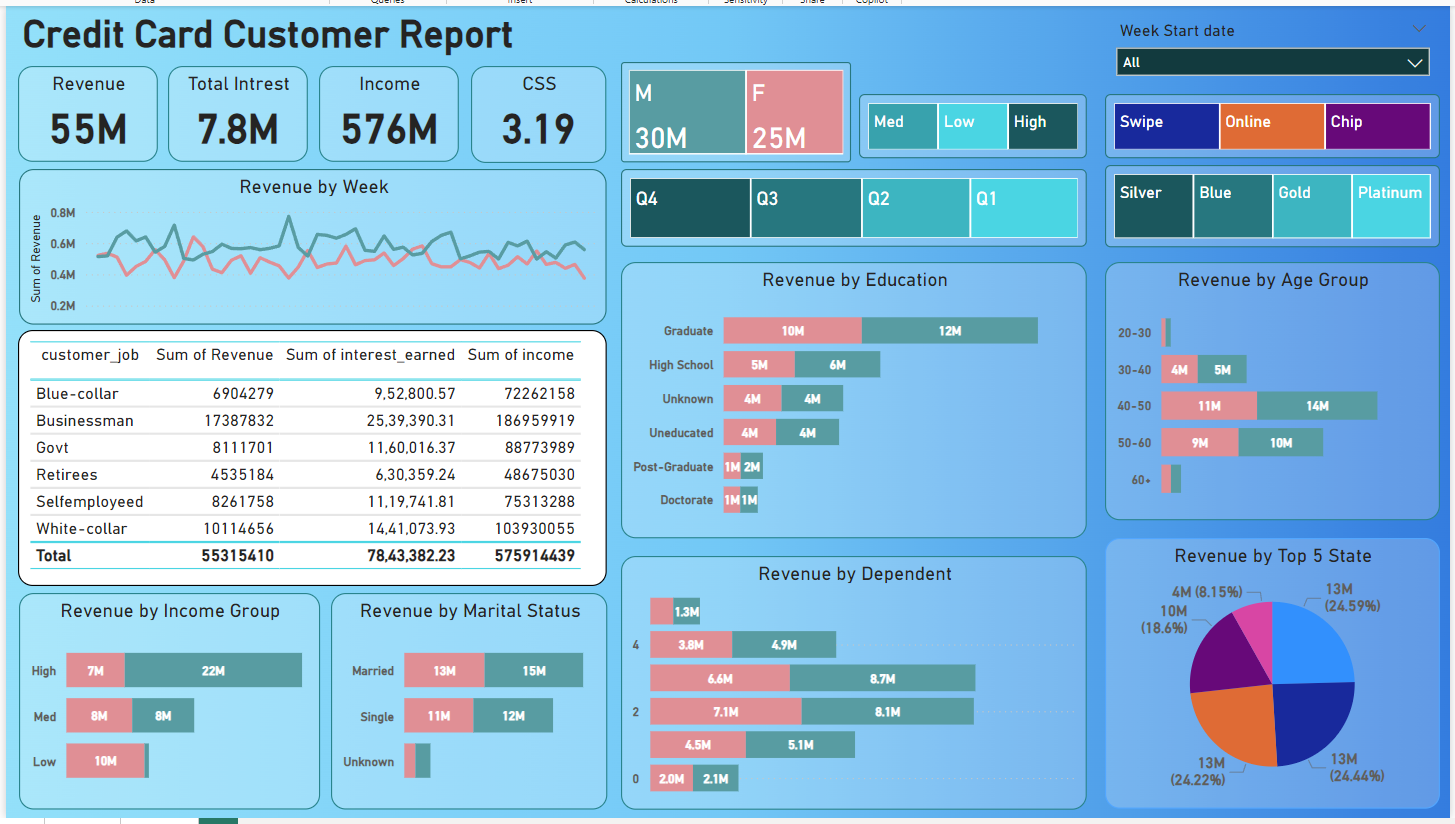 Data Queries Insert Calculations Sensitivity Share Copilot
Credit Card Customer Report
Week Start date
All
Revenue
55M
Total Intrest
7.8M
Income
576M
CSS
3.19
M
30M
F
25M
Med Low High
Swipe Online Chip
Q4 Q3 Q2 Q1
Silver Blue Gold Platinum
Revenue by Week
Sum of Revenue
0.8M
0.6M
0.4M
0.2M
customer_job Sum of Revenue Sum of interest_earned Sum of income
Blue-collar 6904279 9,52,800.57 72262158
Businessman 17387832 25,39,390.31 186959919
Govt 8111701 11,60,016.37 88773989
Retirees 4535184 6,30,359.24 48675030
Selfemployeed 8261758 11,19,741.81 75313288
White-collar 10114656 14,41,073.93 103930055
Total 55315410 78,43,382.23 575914439
Revenue by Income Group
High 7M 22M
Med 8M 8M
Low 10M
Revenue by Marital Status
Married 13M 15M
Single 11M 12M
Unknown
Revenue by Education
Graduate 10M 12M
High School 5M 6M
Unknown 4M 4M
Uneducated 4M 4M
Post-Graduate 1M 2M
Doctorate 1M 1M
Revenue by Dependent
1.3M
4 3.8M 4.9M
6.6M 8.7M
2 7.1M 8.1M
4.5M 5.1M
0 2.0M 2.1M
Revenue by Age Group
20-30
30-40 4M 5M
40-50 11M 14M
50-60 9M 10M
60+
Revenue by Top 5 State
4M (8.15%)
13M
(24.59%)
10M
(18.6%)
13M
(24.22%)
13M
(24.44%)